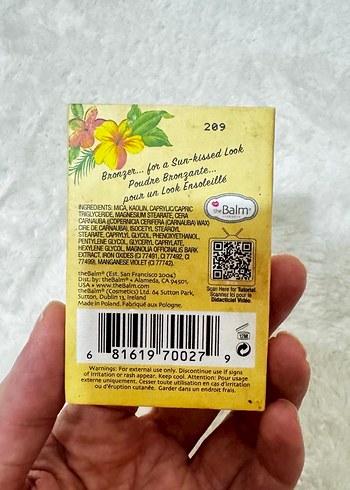 209
Bronzer... for a Sun-kissed Look
Poudre Bronzante...
pour un Look Ensoleillé
INGREDIENTS: MICA, KAOLIN, CAPRYLIC/CAPRIC
TRIGLYCERIDE, MAGNESIUM STEARATE, CERA
CARNAUBA (COPERNICIA CERIFERA (CARNAUBA) WAX)
CIRE DE CARNAUBA), ISOCETYL STEAROYL
STEARATE, CAPRYLYL GLYCOL, PHENOXYETHANOL,
PENTYLENE GLYCOL, GLYCERYL CAPRYLATE,
HEXYLENE GLYCOL, MAGNOLIA OFFICINALIS BARK
EXTRACT, IRON OXIDES (CI 77491, CI 77492, CI
77499), MANGANESE VIOLET (CI 77742).
theBalm
Scan Here for Tutorial
Scannez Ici pour le
Didacticiel Vidéo
theBalm® (Est. San Francisco 2004)
Dist. by: theBalm® • Alameda, CA 94501,
USA • www.thebalm.com
theBalm® (Cosmetics) Ltd. 64 Sutton Park,
Sutton, Dublin 13, Ireland
Made in Poland. Fabriqué aux Pologne.
6 81619 70027 9
12M
Warnings: For external use only. Discontinue use if signs
of irritation or rash appear. Keep cool. Attention: Pour usage
externe uniquement. Cesser toute utilisation en cas d'irritation
ou d'éruption cutanée. Garder dans un endroit frais.